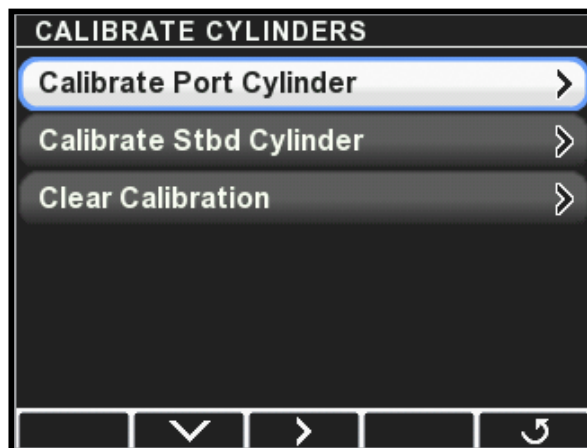 CALIBRATE CYLINDERS
Calibrate Port Cylinder
Calibrate Stbd Cylinder
Clear Calibration